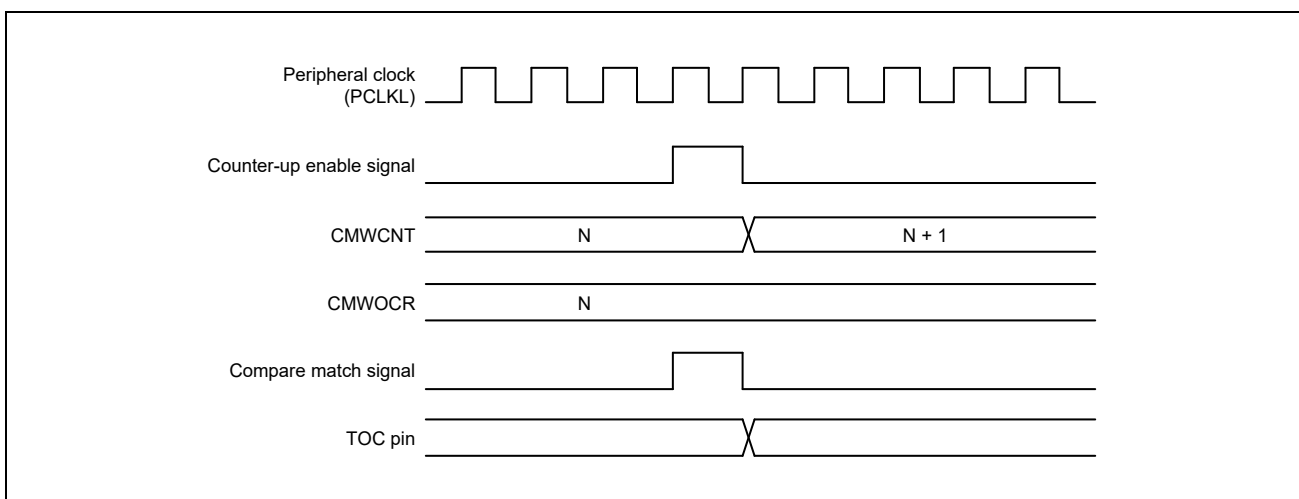 Peripheral clock
(PCLKL)
Counter-up enable signal
CMWCNT
N
N + 1
CMWOCR
N
Compare match signal
TOC pin